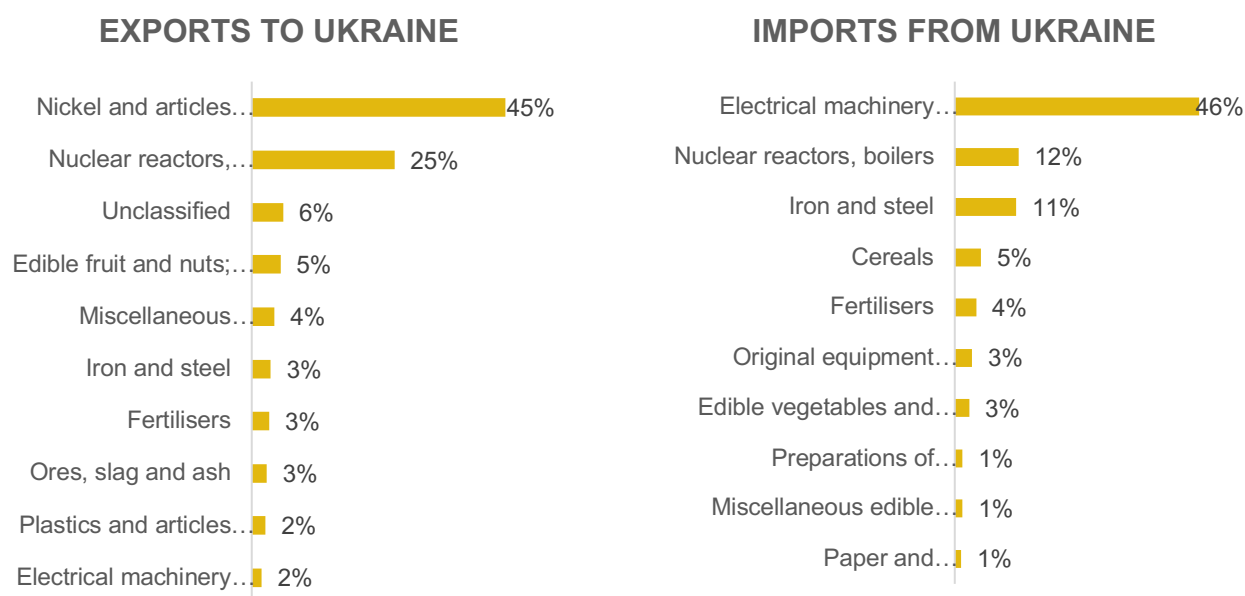 EXPORTS TO UKRAINE
Nickel and articles… 45%
Nuclear reactors,… 25%
Unclassified 6%
Edible fruit and nuts;… 5%
Miscellaneous… 4%
Iron and steel 3%
Fertilisers 3%
Ores, slag and ash 3%
Plastics and articles… 2%
Electrical machinery… 2%
IMPORTS FROM UKRAINE
Electrical machinery… 46%
Nuclear reactors, boilers 12%
Iron and steel 11%
Cereals 5%
Fertilisers 4%
Original equipment… 3%
Edible vegetables and… 3%
Preparations of… 1%
Miscellaneous edible… 1%
Paper and… 1%